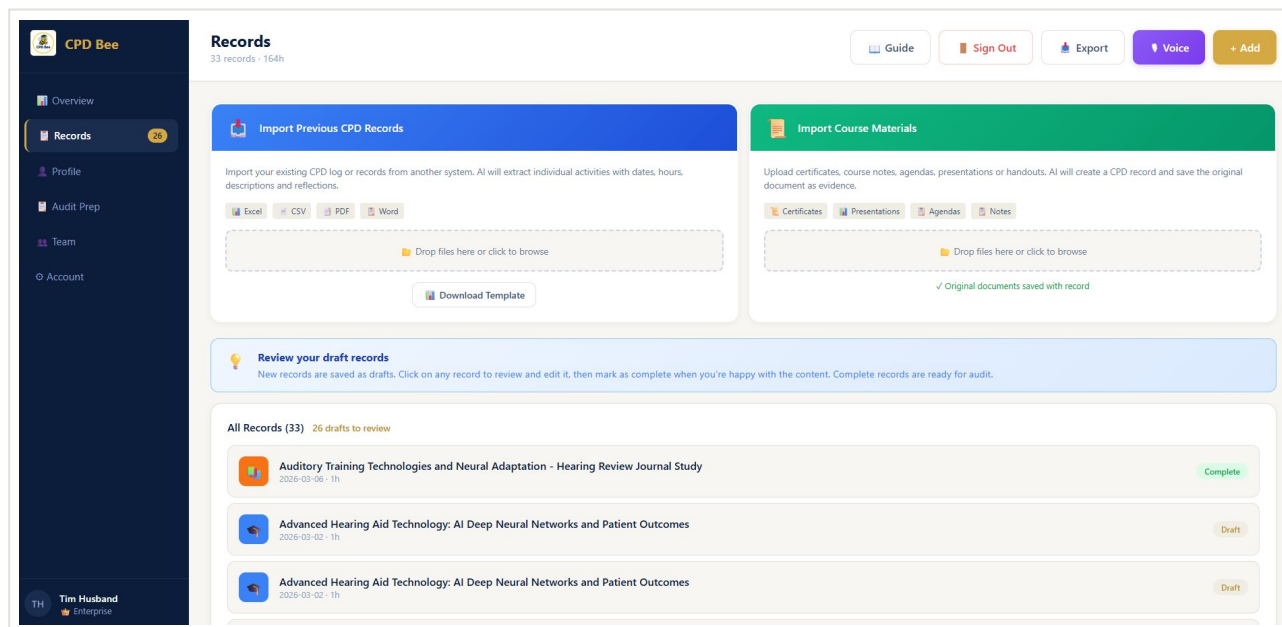 CPD Bee
Overview
Records 26
Profile
Audit Prep
Team
Account
TH
Tim Husband
Enterprise
Records
33 records · 164h
Guide
Sign Out
Export
Voice
+ Add
Import Previous CPD Records
Import your existing CPD log or records from another system. AI will extract individual activities with dates, hours,
descriptions and reflections.
Excel
CSV
PDF
Word
Drop files here or click to browse
Download Template
Import Course Materials
Upload certificates, course notes, agendas, presentations or handouts. AI will create a CPD record and save the original
document as evidence.
Certificates
Presentations
Agendas
Notes
Drop files here or click to browse
✓ Original documents saved with record
Review your draft records
New records are saved as drafts. Click on any record to review and edit it, then mark as complete when you're happy with the content. Complete records are ready for audit.
All Records (33) 26 drafts to review
Auditory Training Technologies and Neural Adaptation - Hearing Review Journal Study
2026-03-06 · 1h
Complete
Advanced Hearing Aid Technology: AI Deep Neural Networks and Patient Outcomes
2026-03-02 · 1h
Draft
Advanced Hearing Aid Technology: AI Deep Neural Networks and Patient Outcomes
2026-03-02 · 1h
Draft